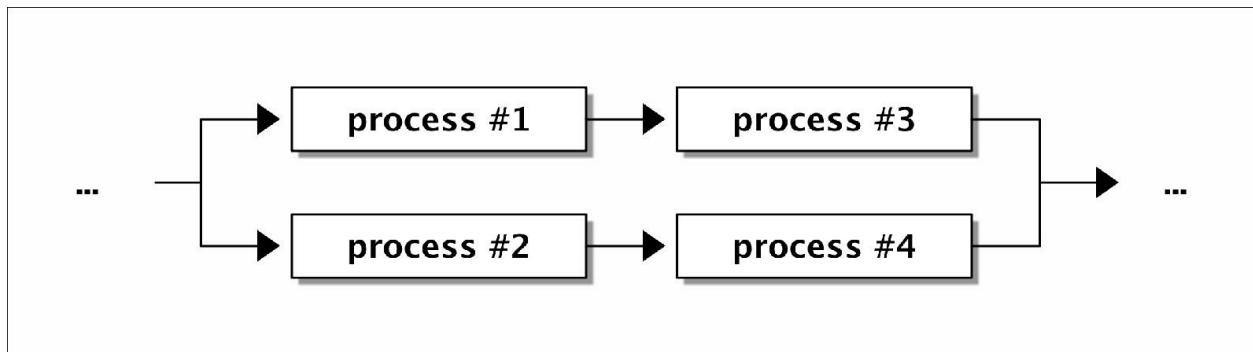 process #1
process #3
...
...
process #2
process #4